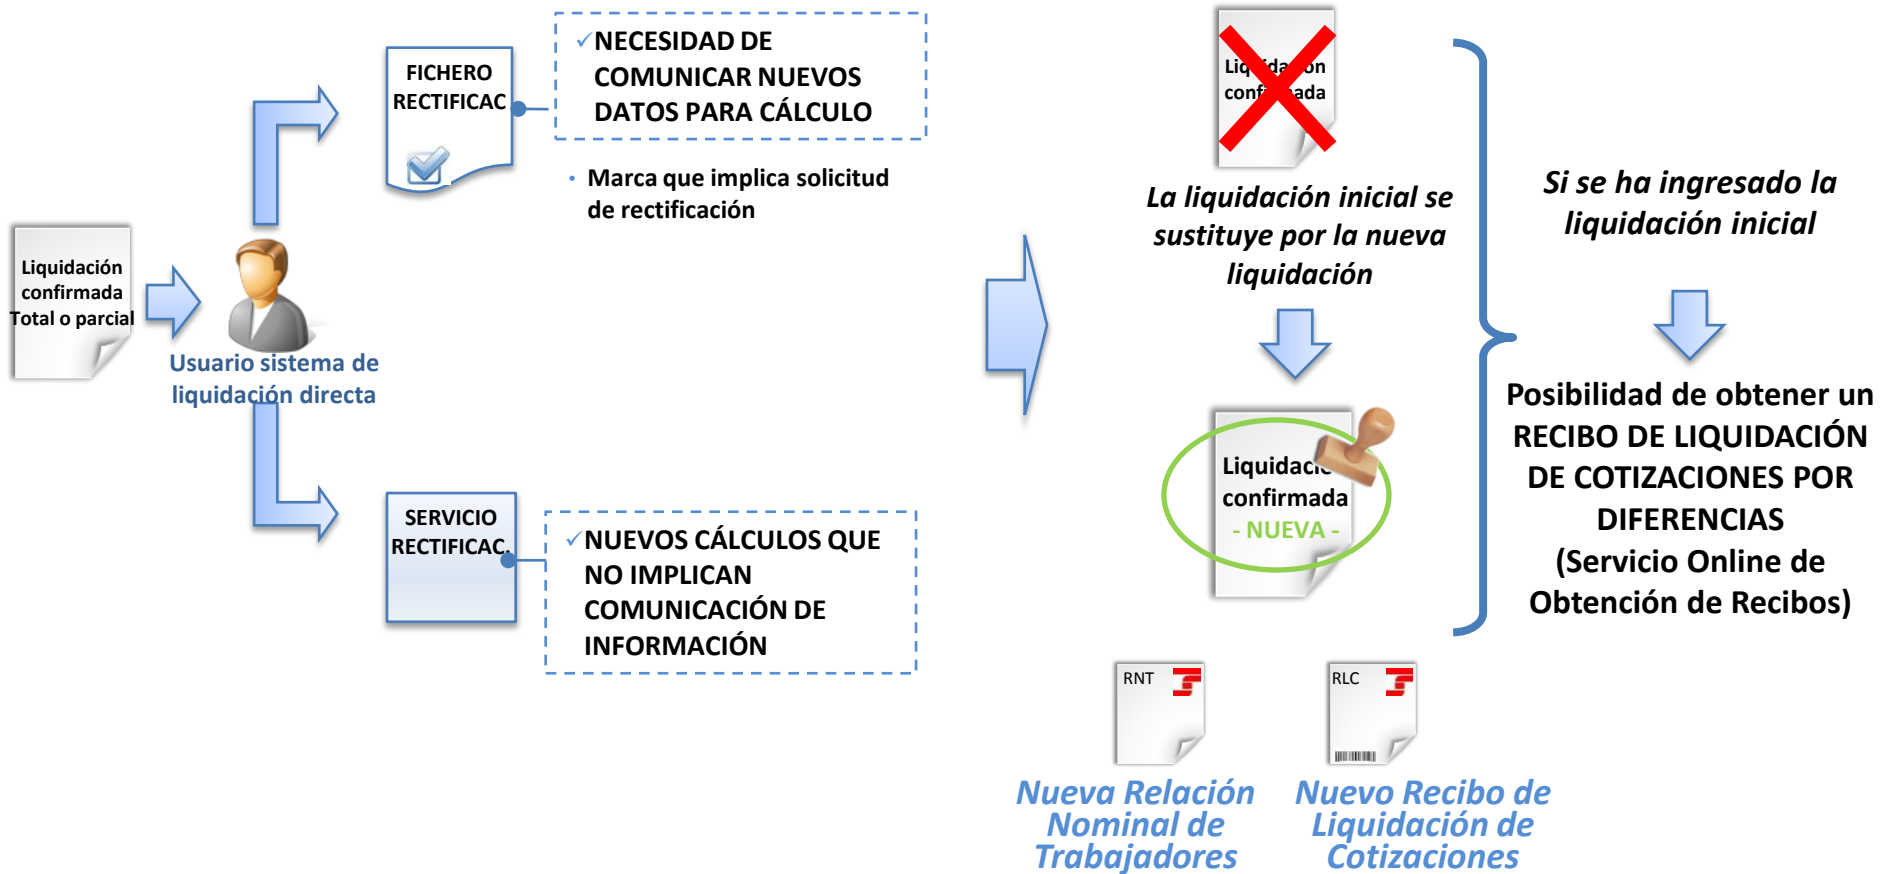 Liquidación
confirmada
Total o parcial
Usuario sistema de
liquidación directa
FICHERO
RECTIFICAC
✓NECESIDAD DE
COMUNICAR NUEVOS
DATOS PARA CÁLCULO
• Marca que implica solicitud
de rectificación
SERVICIO
RECTIFICAC.
✓NUEVOS CÁLCULOS QUE
NO IMPLICAN
COMUNICACIÓN DE
INFORMACIÓN
Liquidación
confirmada
La liquidación inicial se
sustituye por la nueva
liquidación
Liquidació
confirmada
- NUEVA -
Si se ha ingresado la
liquidación inicial
Posibilidad de obtener un
RECIBO DE LIQUIDACIÓN
DE COTIZACIONES POR
DIFERENCIAS
(Servicio Online de
Obtención de Recibos)
RNT
Nueva Relación
Nominal de
Trabajadores
RLC
Nuevo Recibo de
Liquidación de
Cotizaciones